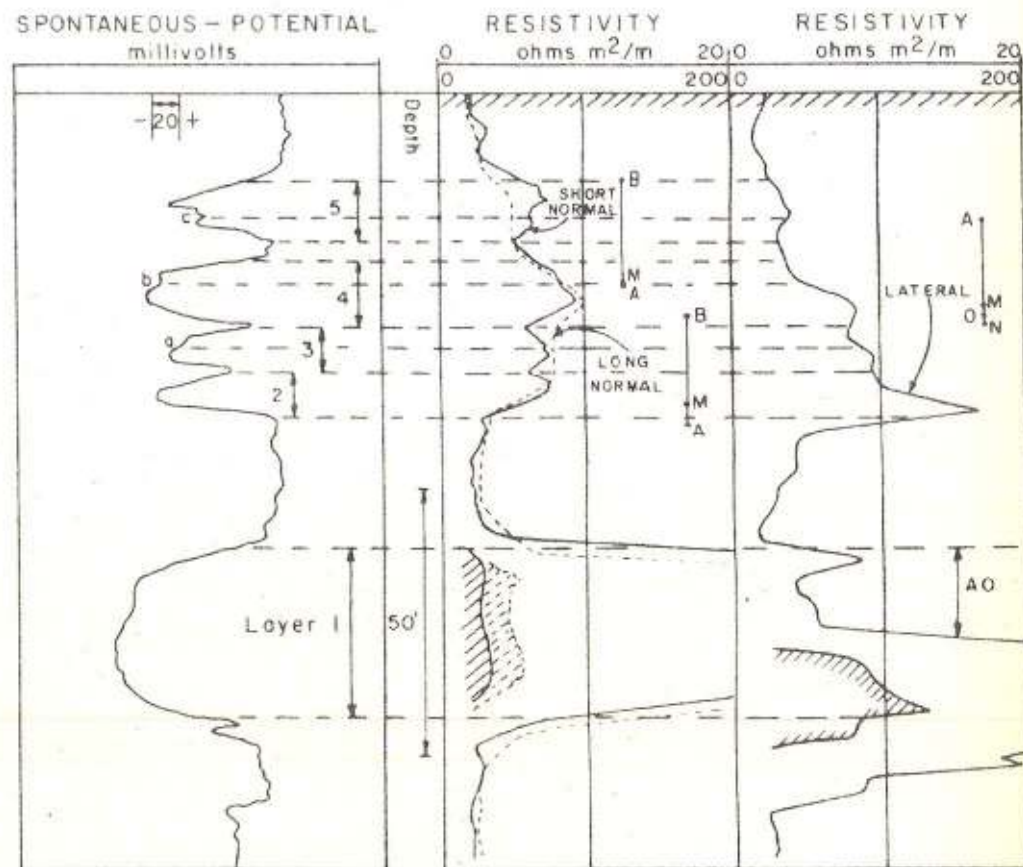 SPONTANEOUS - POTENTIAL
millivolts
RESISTIVITY
ohms m²/m
0 20
0 200
RESISTIVITY
ohms m²/m
0 20
0 200
- 20 +
Depth
B
5
c
SHORT
NORMAL
A
b
4
M
A
LATERAL
M
O
N
B
a
3
LONG
NORMAL
2
M
A
Layer 1
50'
AO